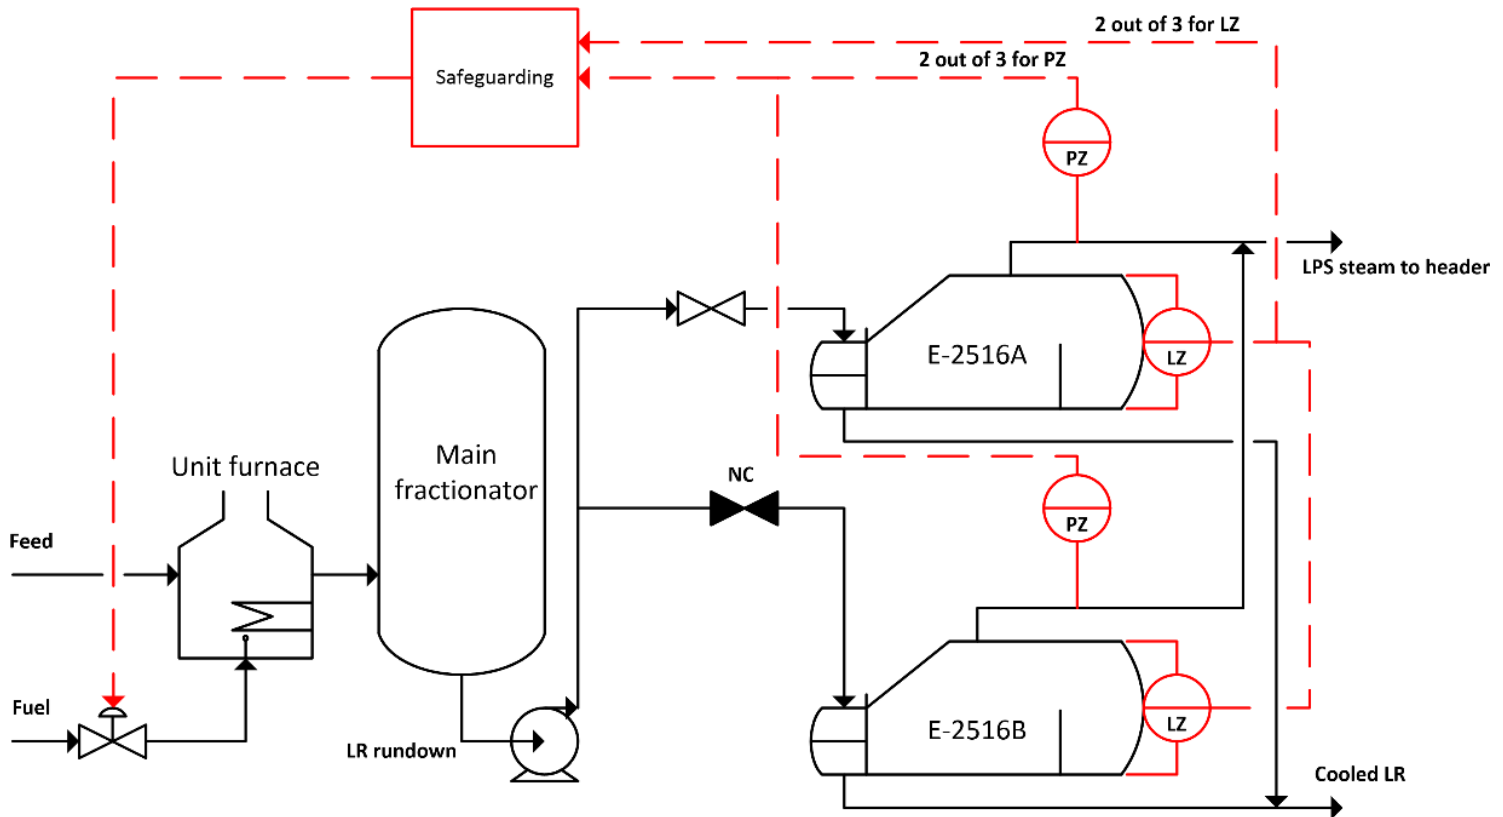 2 out of 3 for LZ
2 out of 3 for PZ
Safeguarding
PZ
LPS steam to header
E-2516A
LZ
Main
fractionator
Unit furnace
NC
PZ
Feed
Fuel
LR rundown
E-2516B
LZ
Cooled LR